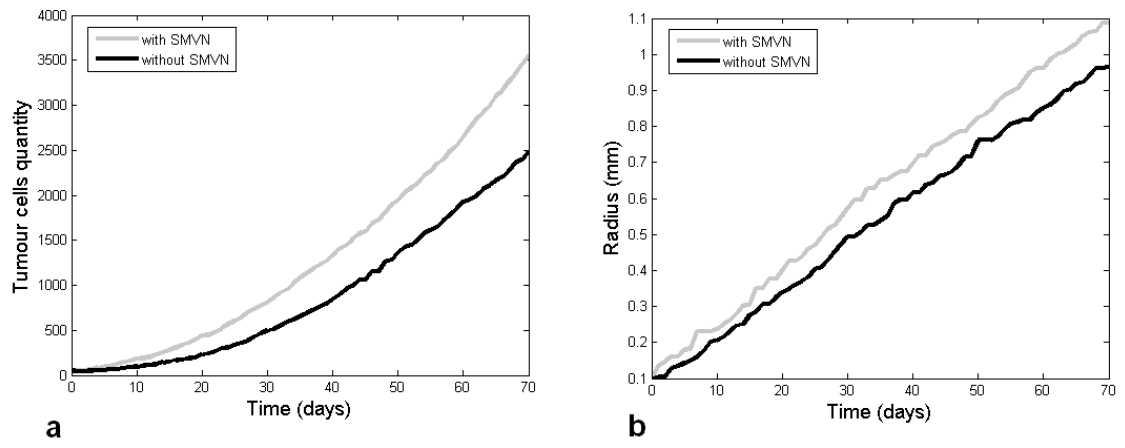 4000
3500
3000
2500
2000
1500
1000
500
0
Tumour cells quantity
with SMVN
without SMVN
0 10 20 30 40 50 60 70
Time (days)
a
1.1
1
0.9
0.8
0.7
0.6
0.5
0.4
0.3
0.2
0.1
Radius (mm)
with SMVN
without SMVN
0 10 20 30 40 50 60 70
Time (days)
b